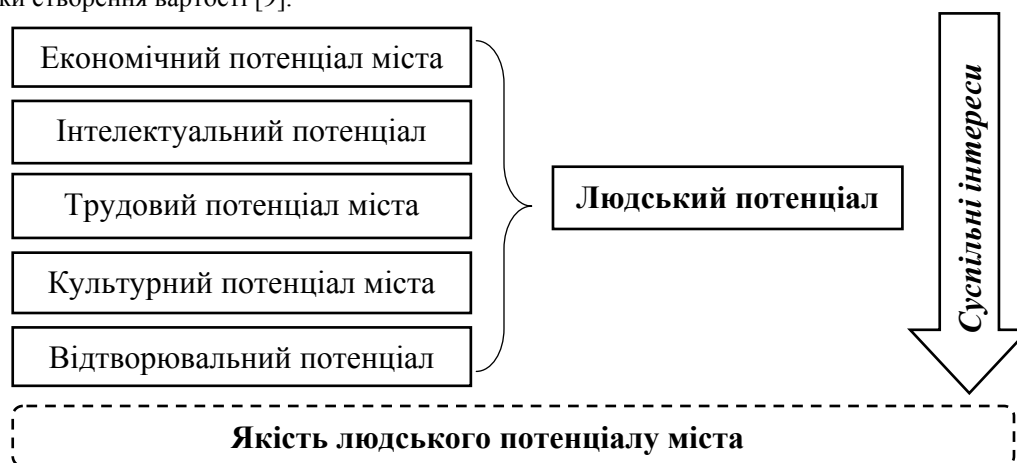 ки створення вартості [9].
Економічний потенціал міста
Інтелектуальний потенціал
Трудовий потенціал міста
Культурний потенціал міста
Відтворювальний потенціал
Людський потенціал
Суспільні інтереси
Якість людського потенціалу міста